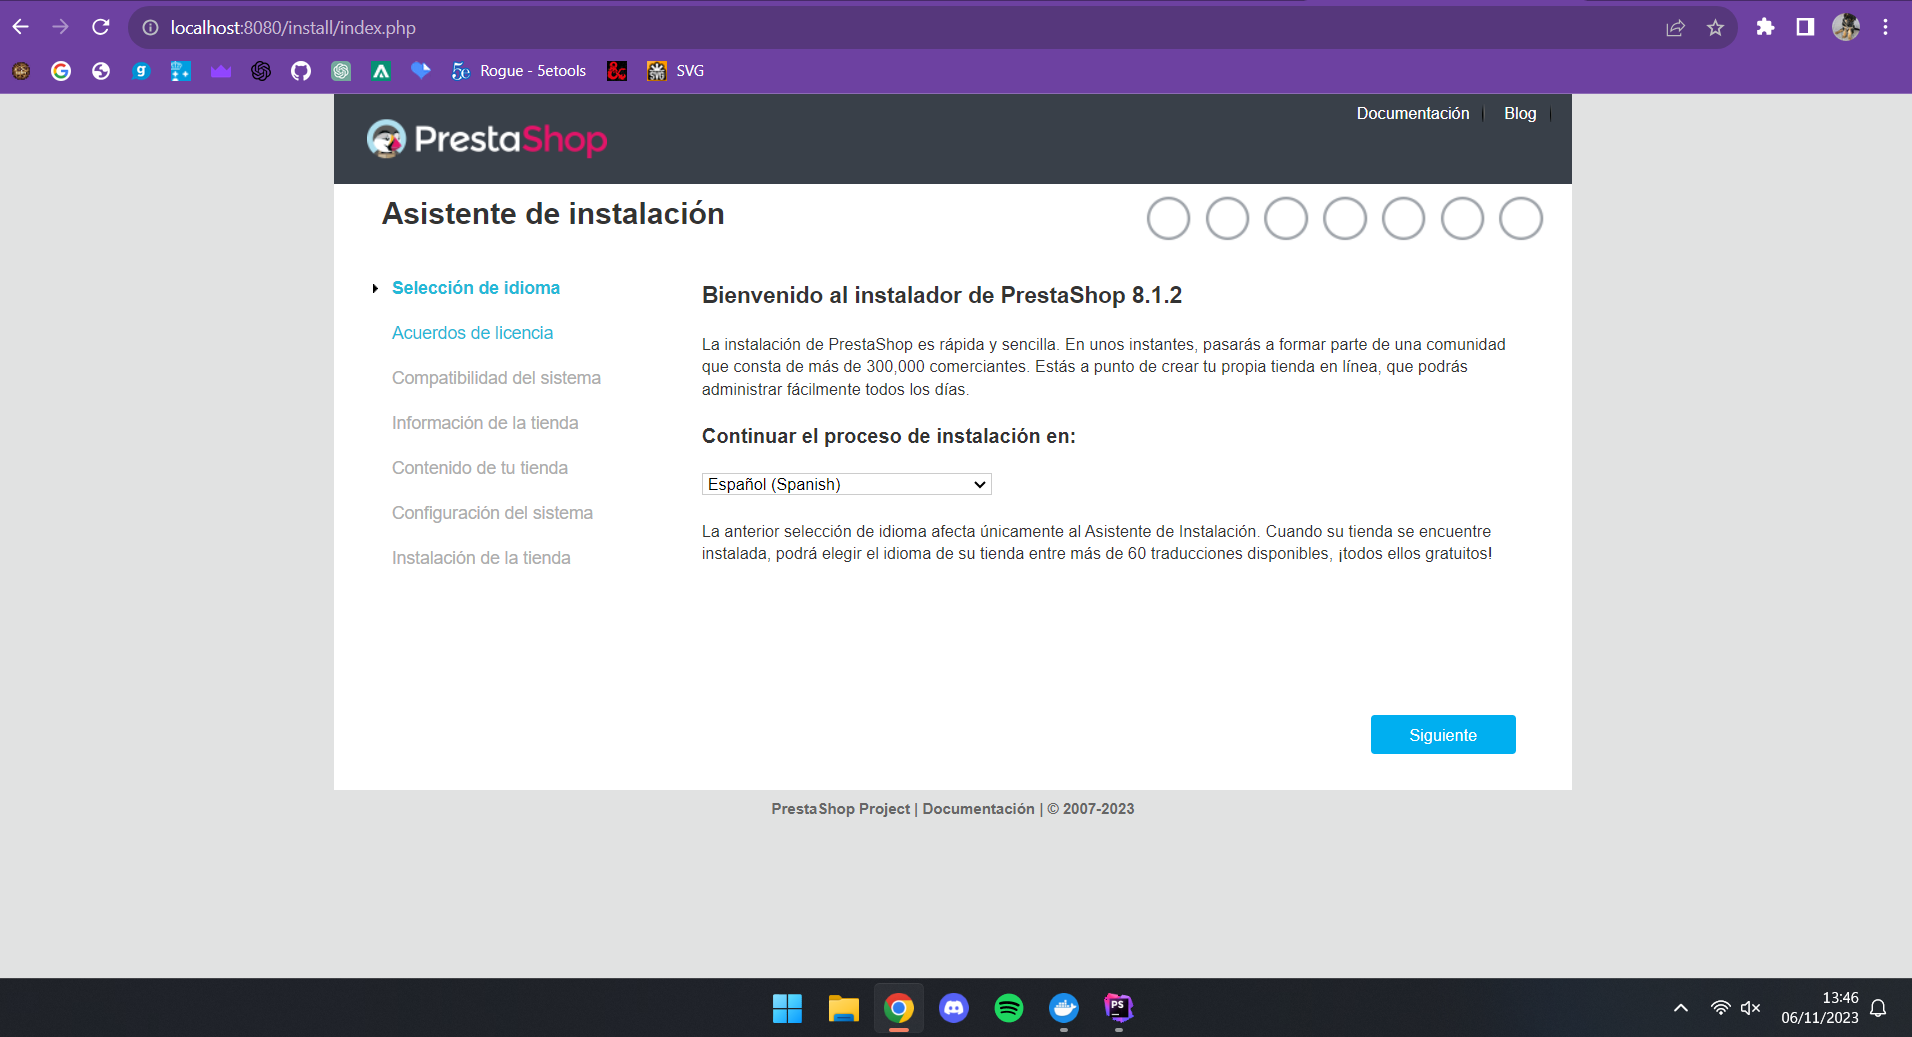 localhost:8080/install/index.php
Rogue - 5etools
SVG
Documentación
Blog
PrestaShop
Asistente de instalación
Selección de idioma
Acuerdos de licencia
Compatibilidad del sistema
Información de la tienda
Contenido de tu tienda
Configuración del sistema
Instalación de la tienda
Bienvenido al instalador de PrestaShop 8.1.2
La instalación de PrestaShop es rápida y sencilla. En unos instantes, pasarás a formar parte de una comunidad
que consta de más de 300,000 comerciantes. Estás a punto de crear tu propia tienda en línea, que podrás
administrar fácilmente todos los días.
Continuar el proceso de instalación en:
Español (Spanish)
La anterior selección de idioma afecta únicamente al Asistente de Instalación. Cuando su tienda se encuentre
instalada, podrá elegir el idioma de su tienda entre más de 60 traducciones disponibles, ¡todos ellos gratuitos!
Siguiente
PrestaShop Project | Documentación | © 2007-2023
PS
13:46
06/11/2023